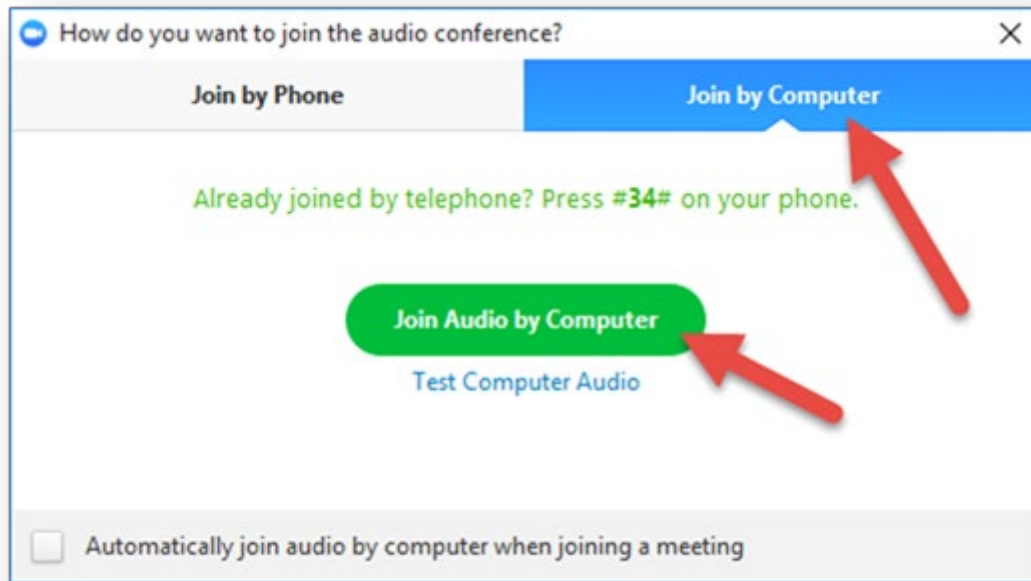 How do you want to join the audio conference?
Join by Phone
Join by Computer
Already joined by telephone? Press #34# on your phone.
Join Audio by Computer
Test Computer Audio
Automatically join audio by computer when joining a meeting